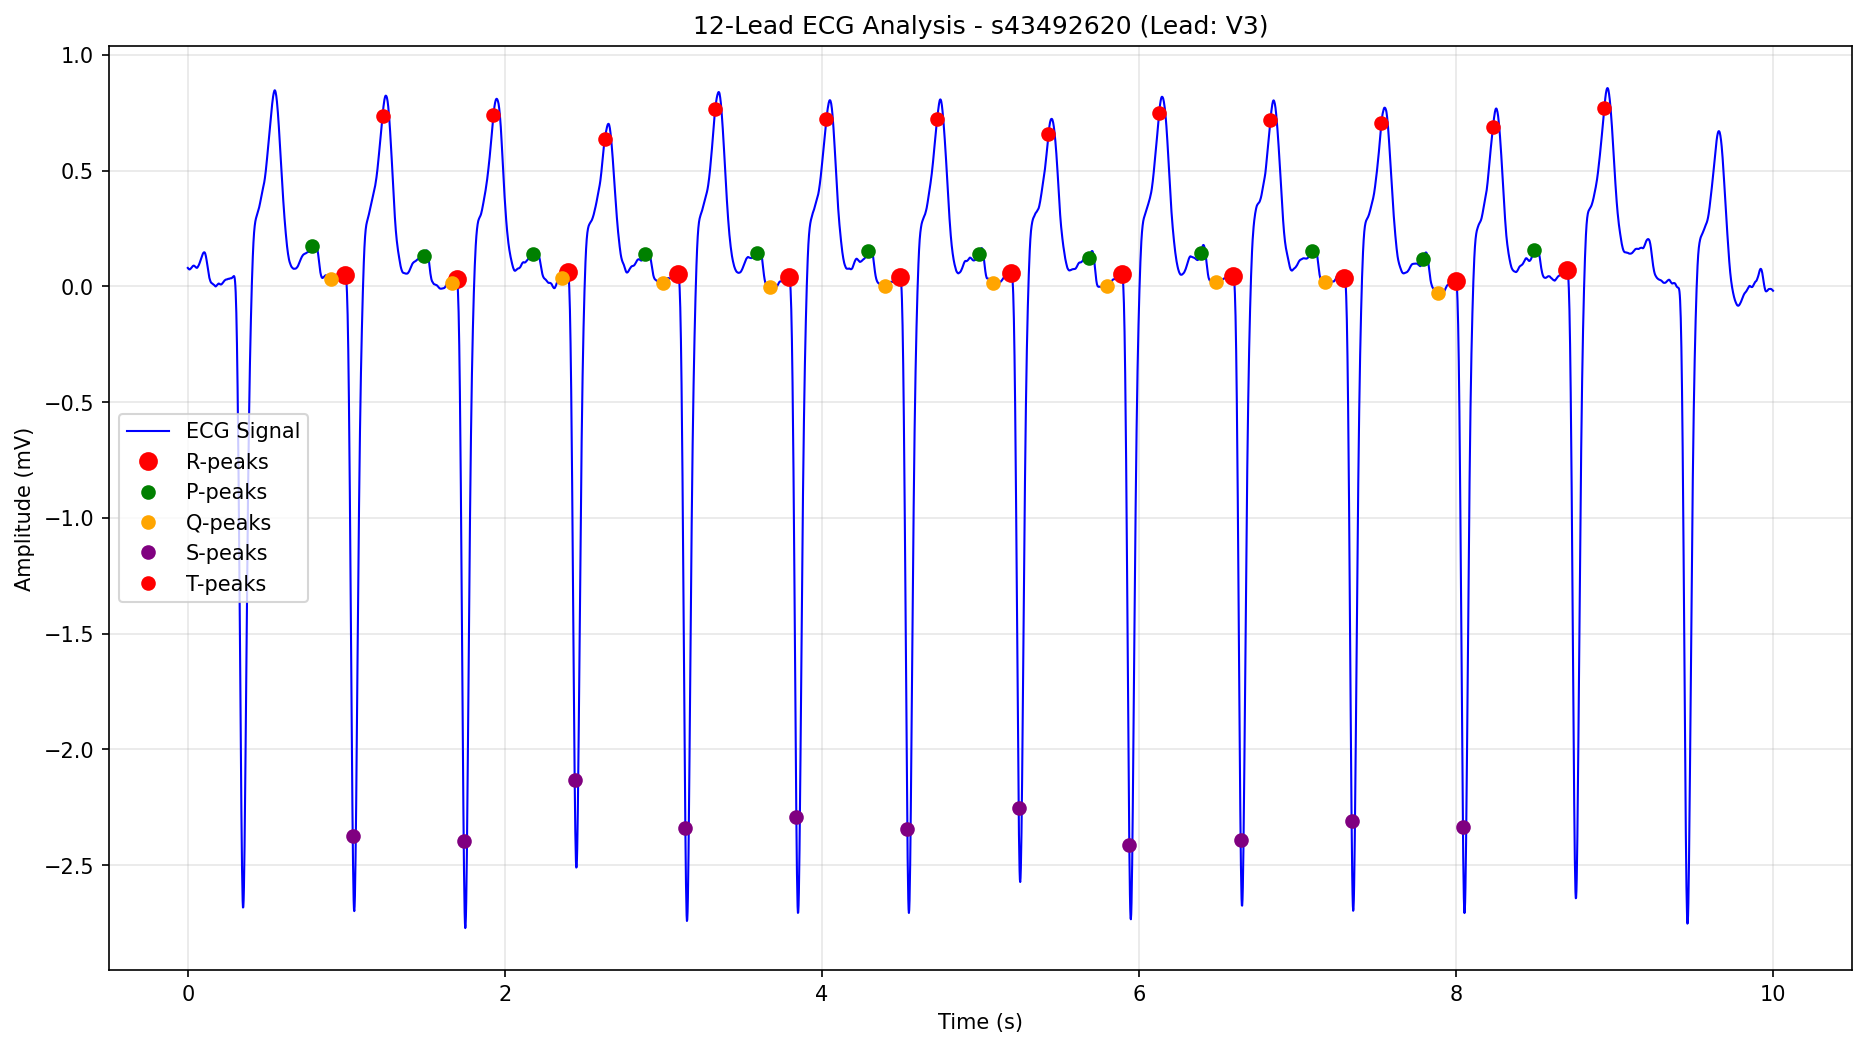 12-Lead ECG Analysis - s43492620 (Lead: V3)
Amplitude (mV)
1.0
0.5
0.0
−0.5
−1.0
−1.5
−2.0
−2.5
ECG Signal
R-peaks
P-peaks
Q-peaks
S-peaks
T-peaks
0
2
4
6
8
10
Time (s)